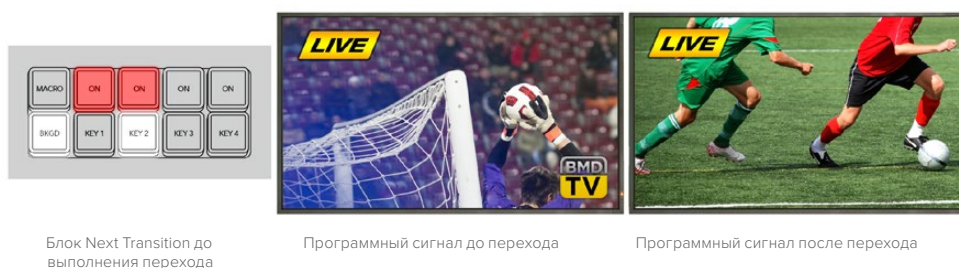 MACRO ON ON ON ON
BKGD KEY 1 KEY 2 KEY 3 KEY 4
LIVE
BMD
TV
LIVE
Блок Next Transition до
выполнения перехода
Программный сигнал до перехода
Программный сигнал после перехода